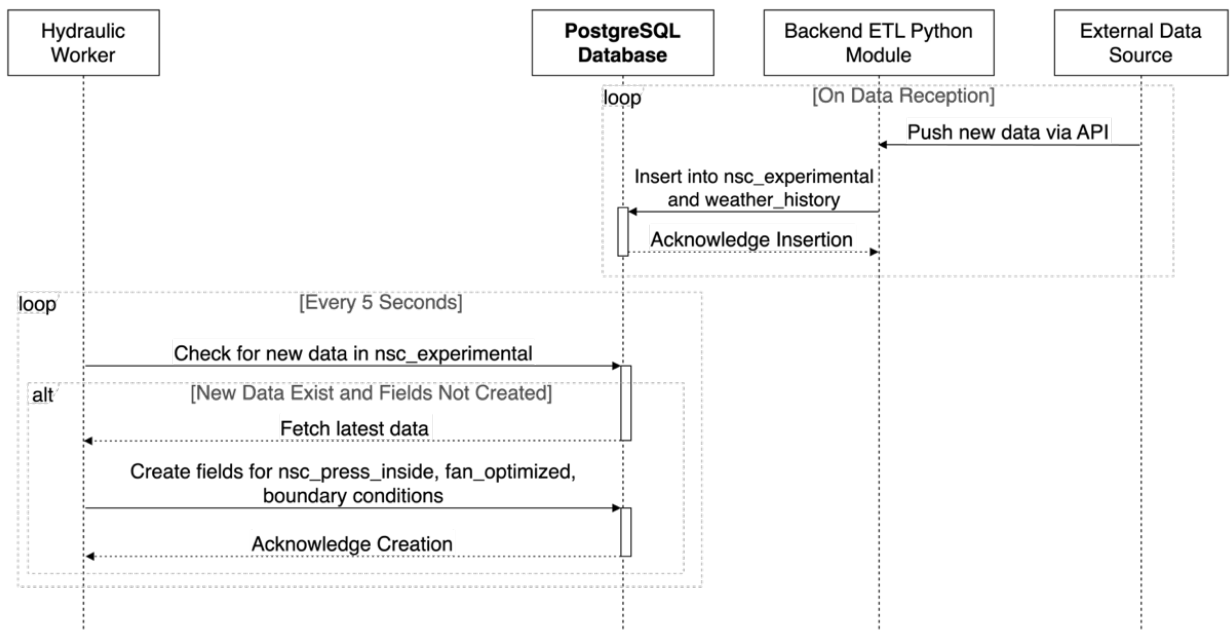 Hydraulic
Worker
PostgreSQL
Database
Backend ETL Python
Module
External Data
Source
loop
[On Data Reception]
Push new data via API
Insert into nsc_experimental
and weather_history
Acknowledge Insertion
loop
[Every 5 Seconds]
Check for new data in nsc_experimental
alt
[New Data Exist and Fields Not Created]
Fetch latest data
Create fields for nsc_press_inside, fan_optimized,
boundary conditions
Acknowledge Creation